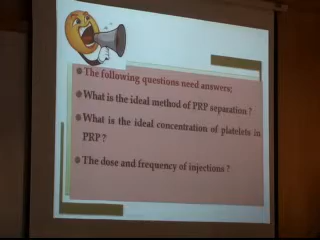 The following questions need answers;
What is the ideal method of PRP separation ?
What is the ideal concentration of platelets in
PRP ?
The dose and frequency of injections ?